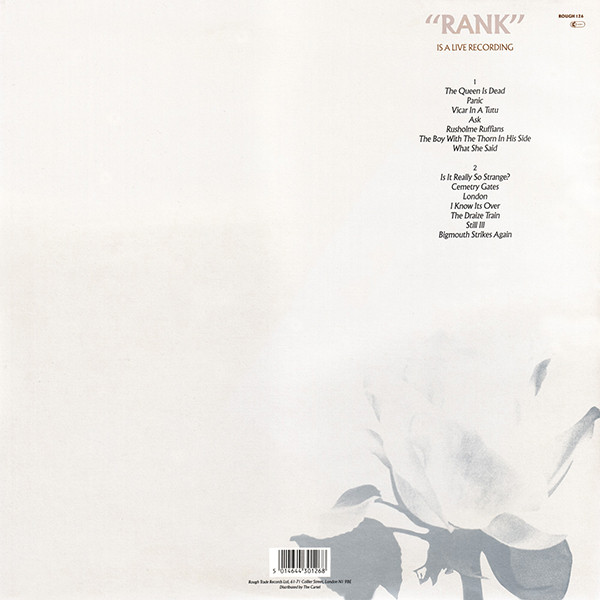 "RANK"
ROUGH 126
IS A LIVE RECORDING
1
The Queen Is Dead
Panic
Vicar In A Tutu
Ask
Rusholme Ruffians
The Boy With The Thorn In His Side
What She Said
2
Is It Really So Strange?
Cemetry Gates
London
I Know Its Over
The Draize Train
Still Ill
Bigmouth Strikes Again
5 014644 301268
Rough Trade Records Ltd, 61-71 Collier Street, London N1 9BE
Distributed by The Cartel